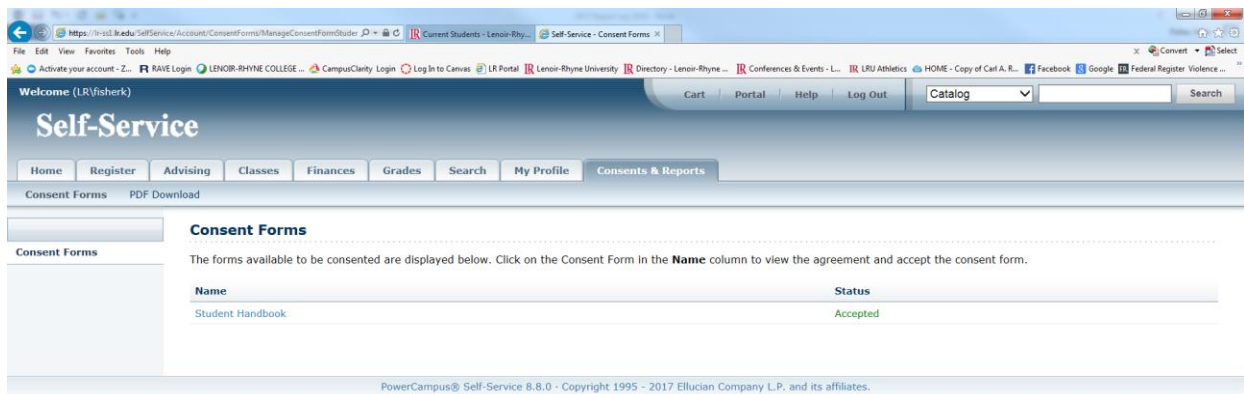 https://lr-ss1.lr.edu/SelfService/Account/ConsentForms/ManageConsentFormStuder
Current Students - Lenoir-Rhy...
Self-Service - Consent Forms
File Edit View Favorites Tools Help
Convert Select
Activate your account - Z... RAVE Login LENOIR-RHYNE COLLEGE ... CampusClarity Login Log In to Canvas LR Portal Lenoir-Rhyne University Directory - Lenoir-Rhyne ... Conferences & Events - L... LRU Athletics HOME - Copy of Carl A. R... Facebook Google Federal Register Violence ...
Welcome (LR\fisherk) Cart Portal Help Log Out Catalog Search
Self-Service
Home Register Advising Classes Finances Grades Search My Profile Consents & Reports
Consent Forms PDF Download
Consent Forms
Consent Forms
The forms available to be consented are displayed below. Click on the Consent Form in the Name column to view the agreement and accept the consent form.
Name Status
Student Handbook Accepted
PowerCampus® Self-Service 8.8.0 · Copyright 1995 - 2017 Ellucian Company L.P. and its affiliates.